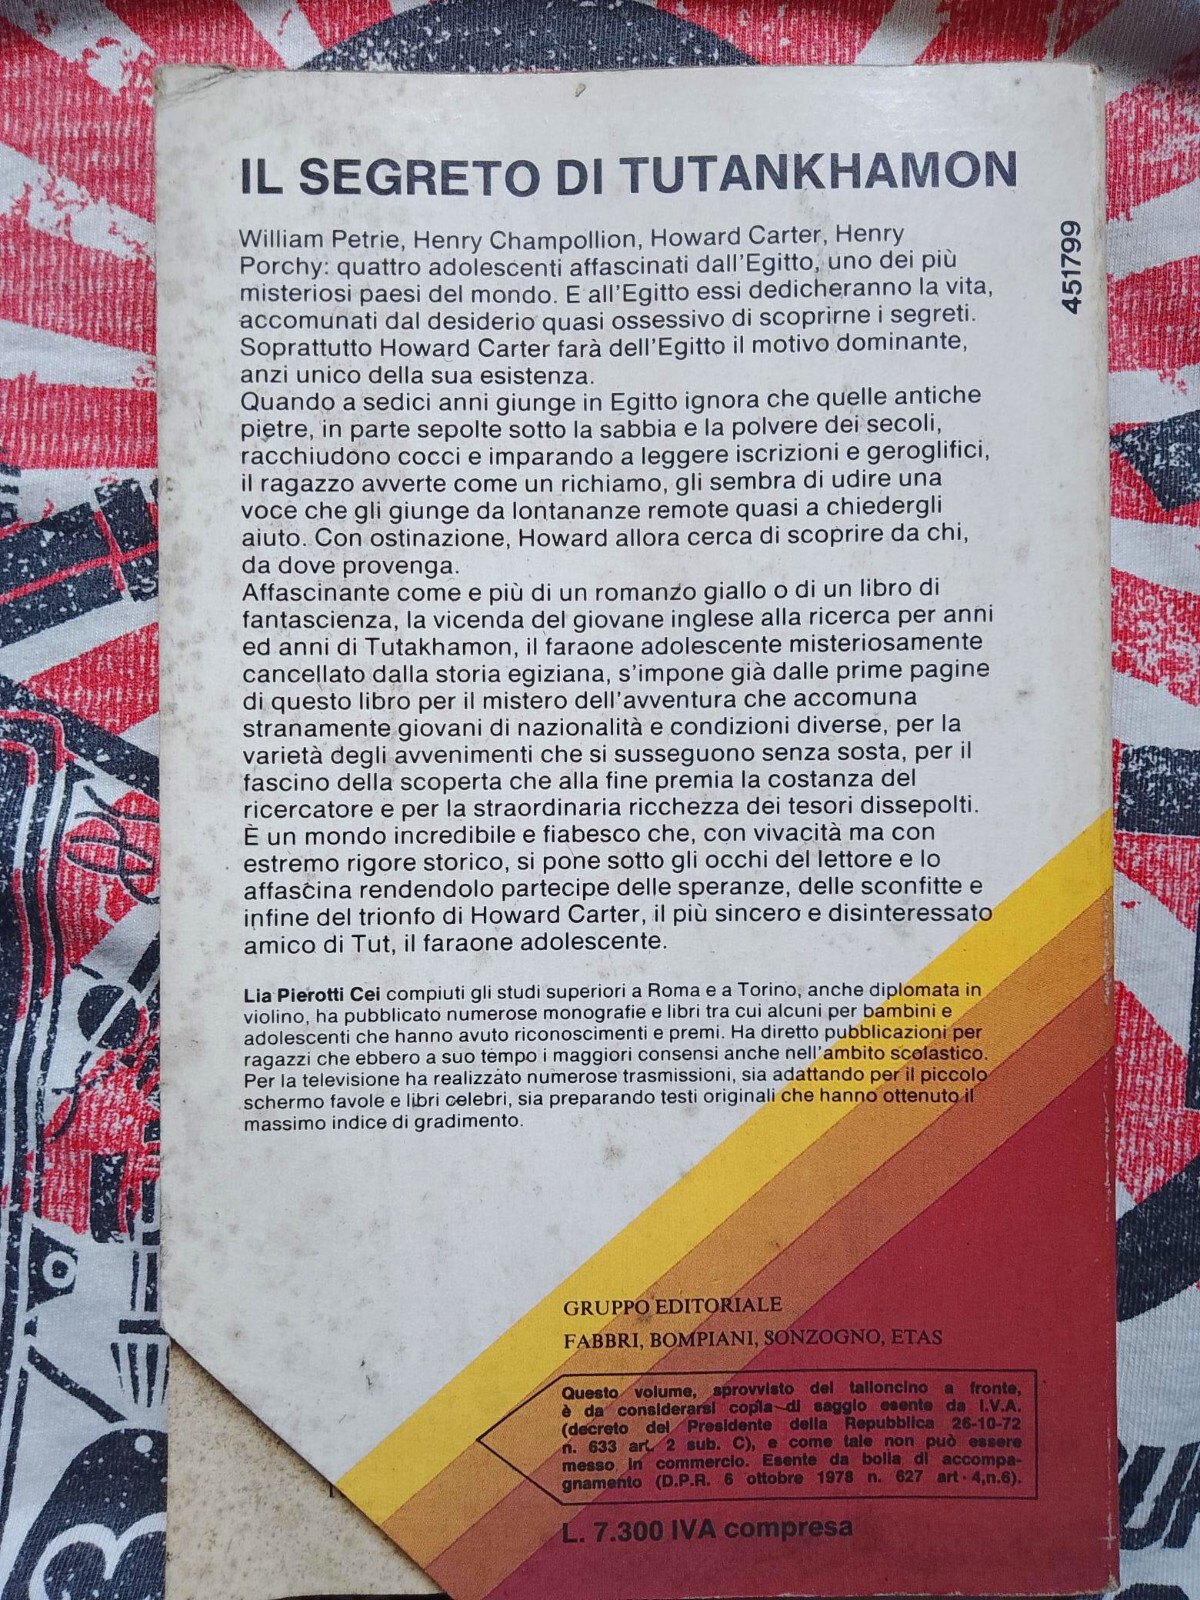 IL SEGRETO DI TUTANKHAMON
451799
William Petrie, Henry Champollion, Howard Carter, Henry
Porchy: quattro adolescenti affascinati dall'Egitto, uno dei più
misteriosi paesi del mondo. E all'Egitto essi dedicheranno la vita,
accomunati dal desiderio quasi ossessivo di scoprirne i segreti.
Soprattutto Howard Carter farà dell'Egitto il motivo dominante,
anzi unico della sua esistenza.
Quando a sedici anni giunge in Egitto ignora che quelle antiche
pietre, in parte sepolte sotto la sabbia e la polvere dei secoli,
racchiudono cocci e imparando a leggere iscrizioni e geroglifici,
il ragazzo avverte come un richiamo, gli sembra di udire una
voce che gli giunge da lontananze remote quasi a chiedergli
aiuto. Con ostinazione, Howard allora cerca di scoprire da chi,
da dove provenga.
Affascinante come e più di un romanzo giallo o di un libro di
fantascienza, la vicenda del giovane inglese alla ricerca per anni
ed anni di Tutakhamon, il faraone adolescente misteriosamente
cancellato dalla storia egiziana, s'impone già dalle prime pagine
di questo libro per il mistero dell'avventura che accomuna
stranamente giovani di nazionalità e condizioni diverse, per la
varietà degli avvenimenti che si susseguono senza sosta, per il
fascino della scoperta che alla fine premia la costanza del
ricercatore e per la straordinaria ricchezza dei tesori dissepolti.
È un mondo incredibile e fiabesco che, con vivacità ma con
estremo rigore storico, si pone sotto gli occhi del lettore e lo
affascina rendendolo partecipe delle speranze, delle sconfitte e
infine del trionfo di Howard Carter, il più sincero e disinteressato
amico di Tut, il faraone adolescente.
Lia Pierotti Cei compiuti gli studi superiori a Roma e a Torino, anche diplomata in
violino, ha pubblicato numerose monografie e libri tra cui alcuni per bambini e
adolescenti che hanno avuto riconoscimenti e premi. Ha diretto pubblicazioni per
ragazzi che ebbero a suo tempo i maggiori consensi anche nell'ambito scolastico.
Per la televisione ha realizzato numerose trasmissioni, sia adattando per il piccolo
schermo favole e libri celebri, sia preparando testi originali che hanno ottenuto il
massimo indice di gradimento.
GRUPPO EDITORIALE
FABBRI, BOMPIANI, SONZOGNO, ETAS
Questo volume, sprovvisto del talloncino a fronte,
è da considerarsi copia di saggio esente da I.V.A.
(decreto del Presidente della Repubblica 26-10-72
n. 633 art. 2 sub. C), e come tale non può essere
messo in commercio. Esente da bolla di accompa-
gnamento (D.P.R. 6 ottobre 1978 n. 627 art. 4, n.6).
L. 7.300 IVA compresa